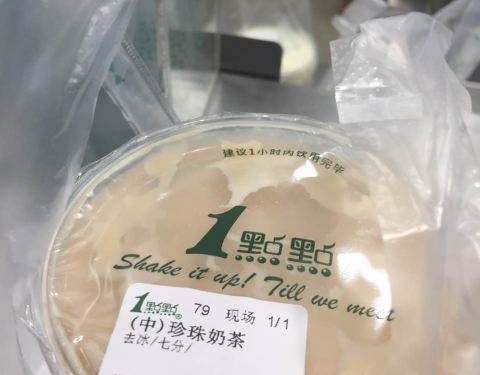 建议1小时内饮用完毕
1點點
Shake it up! Till we meet
1點點® 79 现场 1/1
(中)珍珠奶茶
去冰/七分/